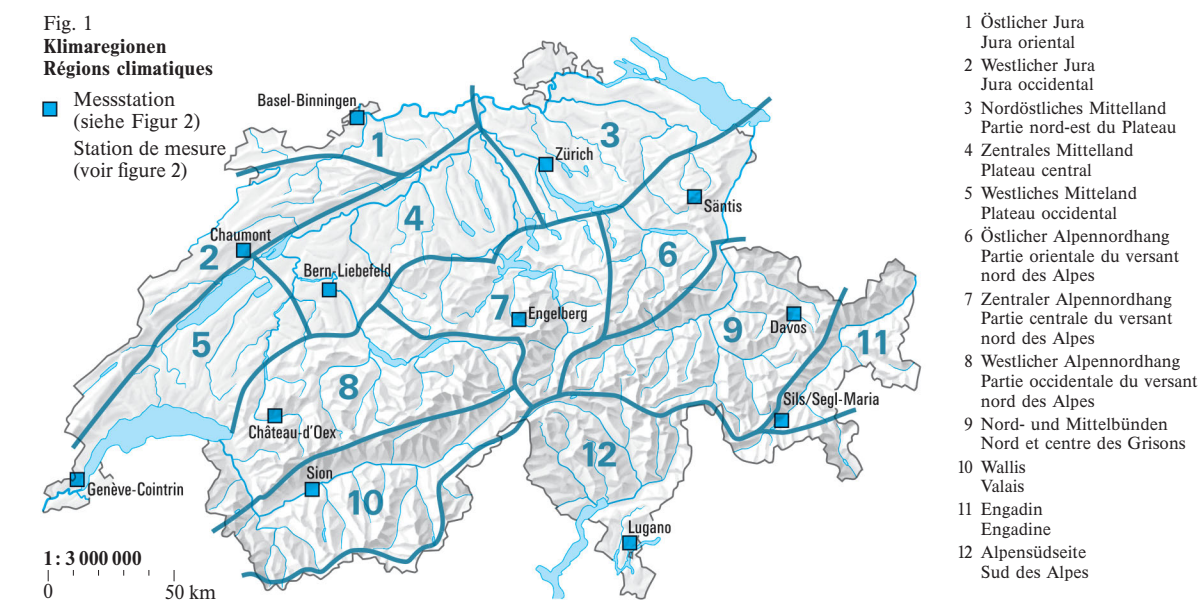 Fig. 1
Klimaregionen
Régions climatiques
Messstation
(siehe Figur 2)
Station de mesure
(voir figure 2)
Basel-Binningen
1
3
Zürich
Säntis
4
Chaumont
2
Bern-Liebefeld
6
7
Engelberg
9
Davos
11
5
8
Château-d'Oex
Sils/Segl-Maria
12
Sion
10
Genève-Cointrin
Lugano
1: 3 000 000
0
50 km
1 Östlicher Jura
Jura oriental
2 Westlicher Jura
Jura occidental
3 Nordöstliches Mittelland
Partie nord-est du Plateau
4 Zentrales Mittelland
Plateau central
5 Westliches Mitteland
Plateau occidental
6 Östlicher Alpennordhang
Partie orientale du versant
nord des Alpes
7 Zentraler Alpennordhang
Partie centrale du versant
nord des Alpes
8 Westlicher Alpennordhang
Partie occidentale du versant
nord des Alpes
9 Nord- und Mittelbünden
Nord et centre des Grisons
10 Wallis
Valais
11 Engadin
Engadine
12 Alpensüdseite
Sud des Alpes